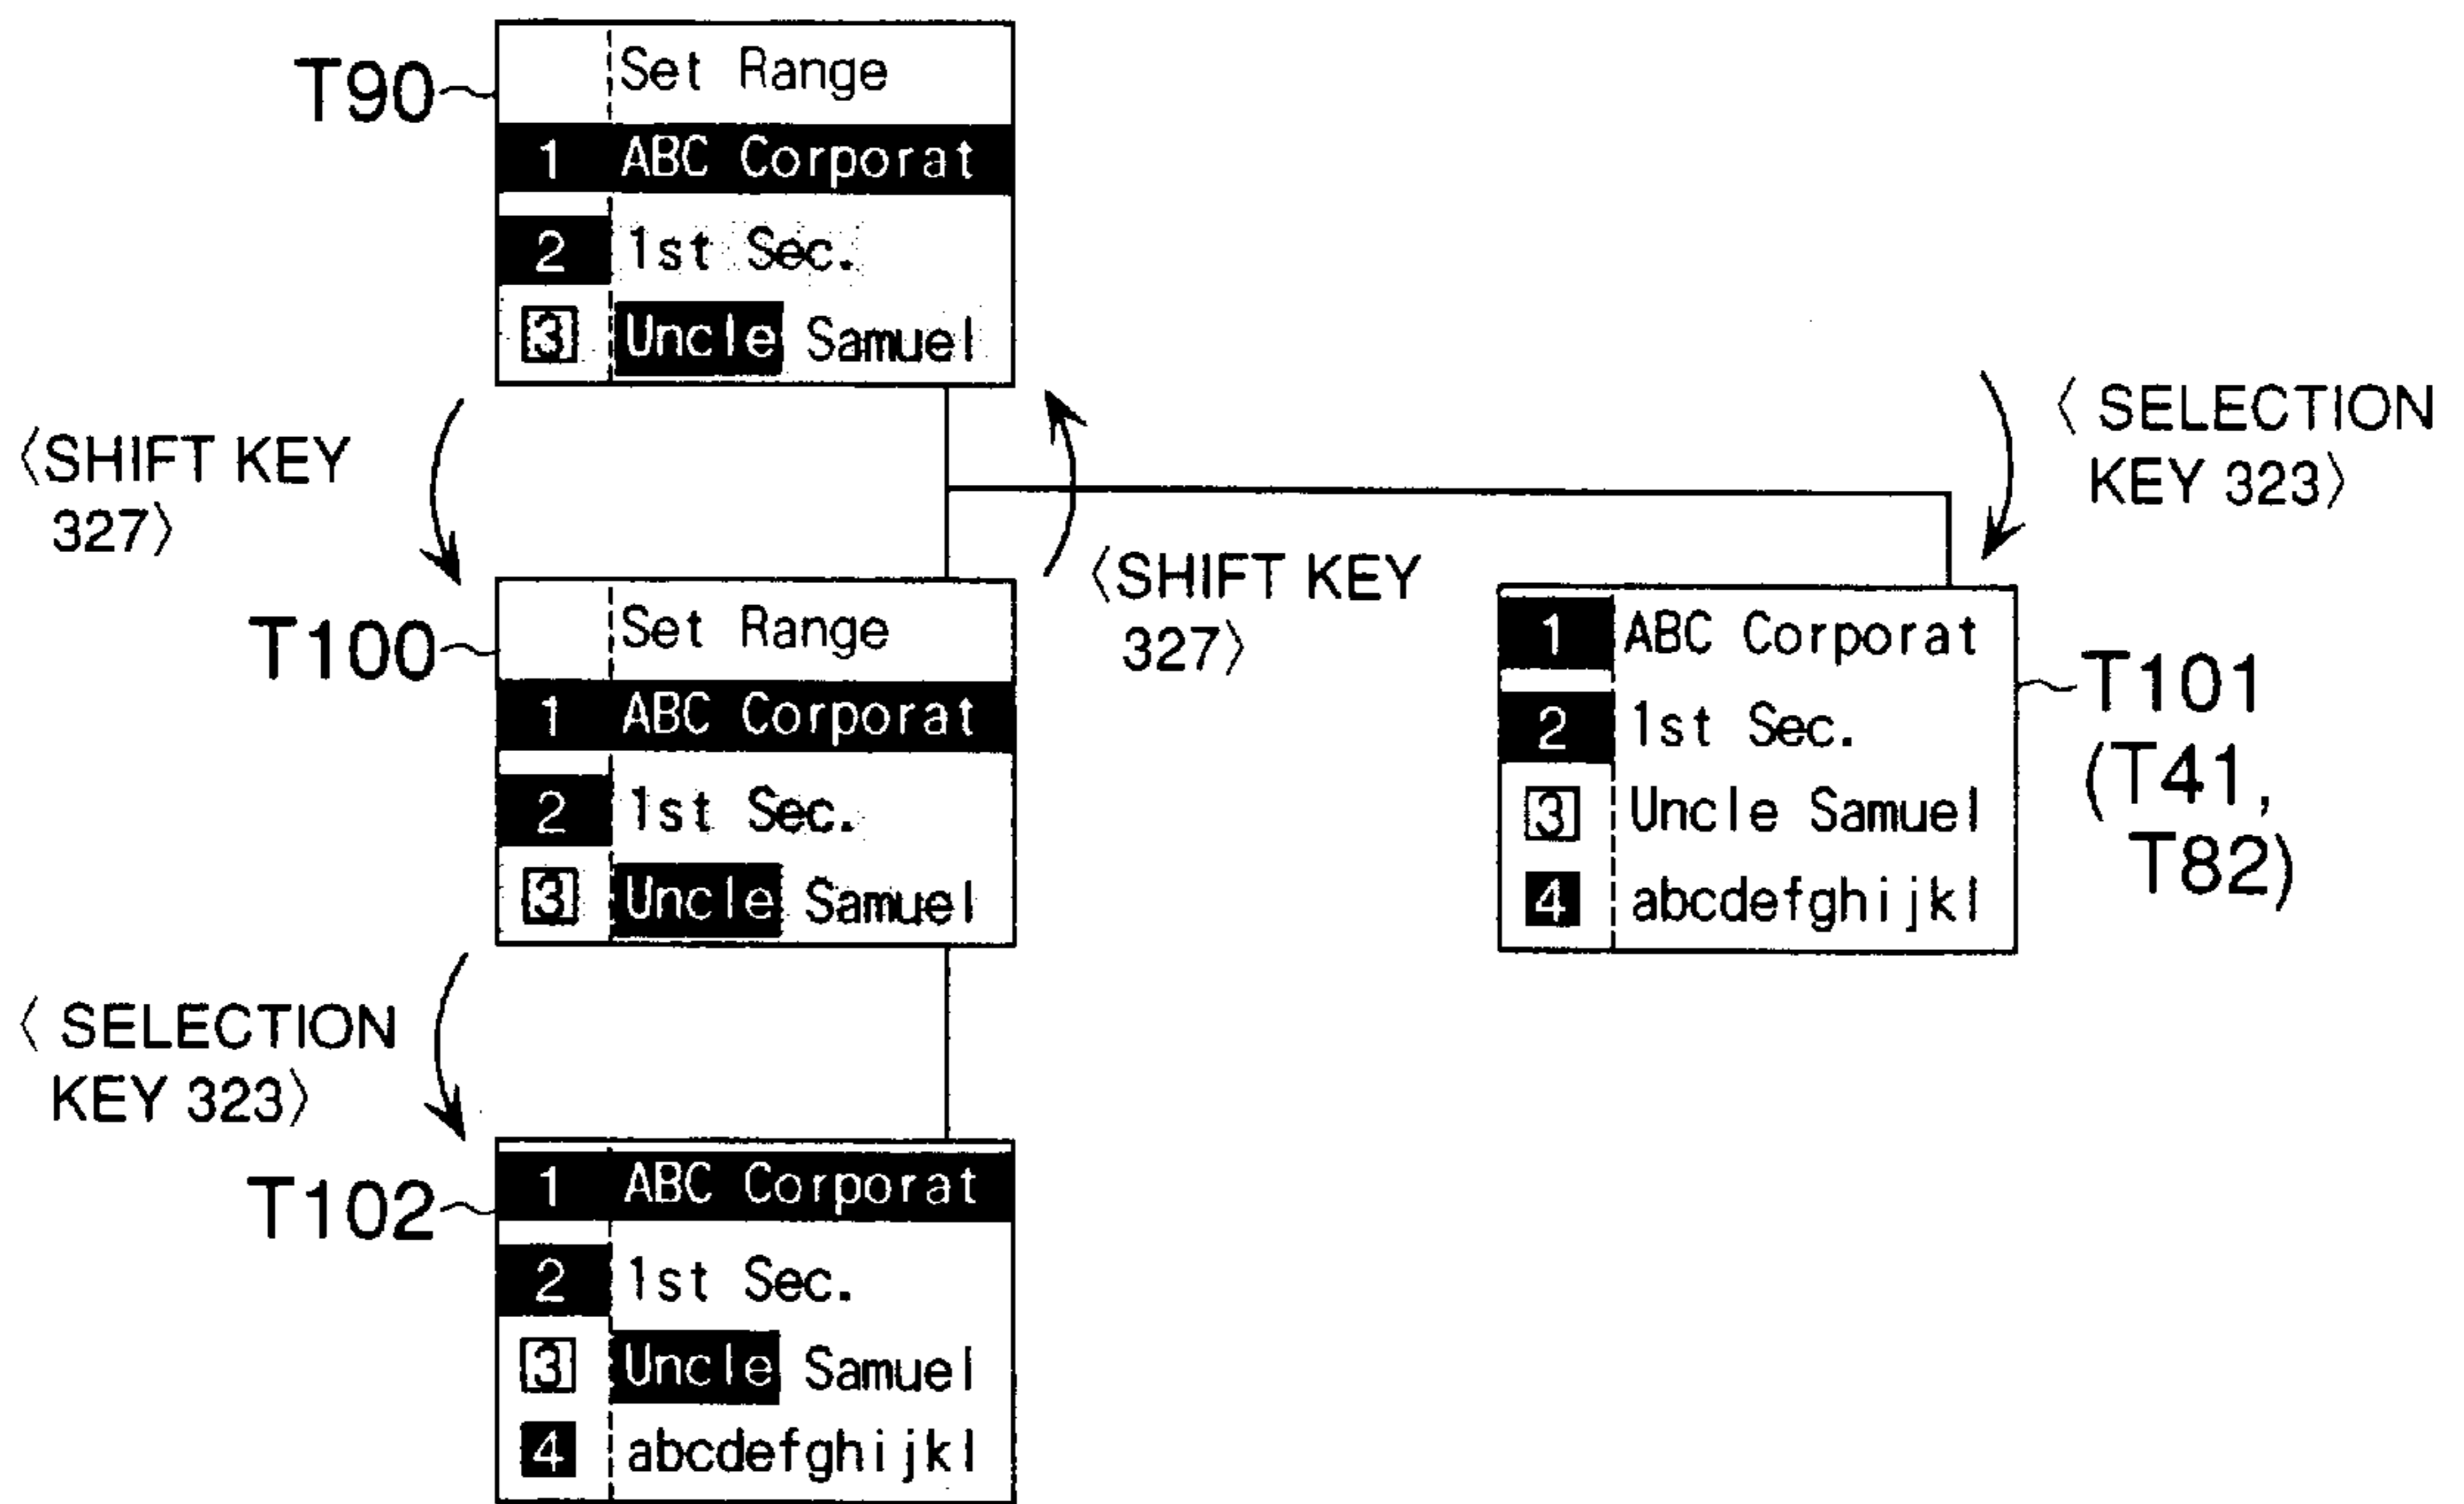 T90
Set Range
1 ABC Corporat
2 1st Sec.
3 Uncle Samuel
〈SHIFT KEY
327〉
〈SHIFT KEY
327〉
〈SELECTION
KEY 323〉
T100
Set Range
1 ABC Corporat
2 1st Sec.
3 Uncle Samuel
1 ABC Corporat
2 1st Sec.
3 Uncle Samuel
4 abcdefghijkl
T101
(T41,
T82)
〈SELECTION
KEY 323〉
T102
1 ABC Corporat
2 1st Sec.
3 Uncle Samuel
4 abcdefghijkl